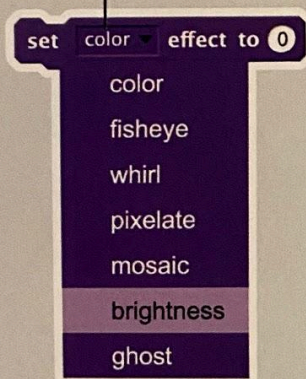 set color effect to 0
color
fisheye
whirl
pixelate
mosaic
brightness
ghost